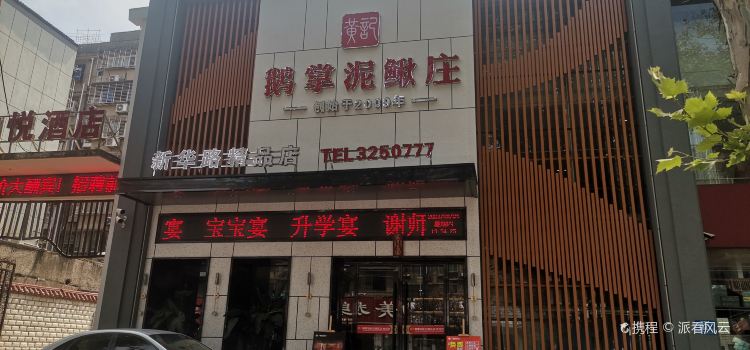 黄記
鹅掌泥鳅庄
创始于2009年
新华路精品店 TEL3250777
悦酒店
宴 宝宝宴 升学宴 谢师
携程 © 派春风云